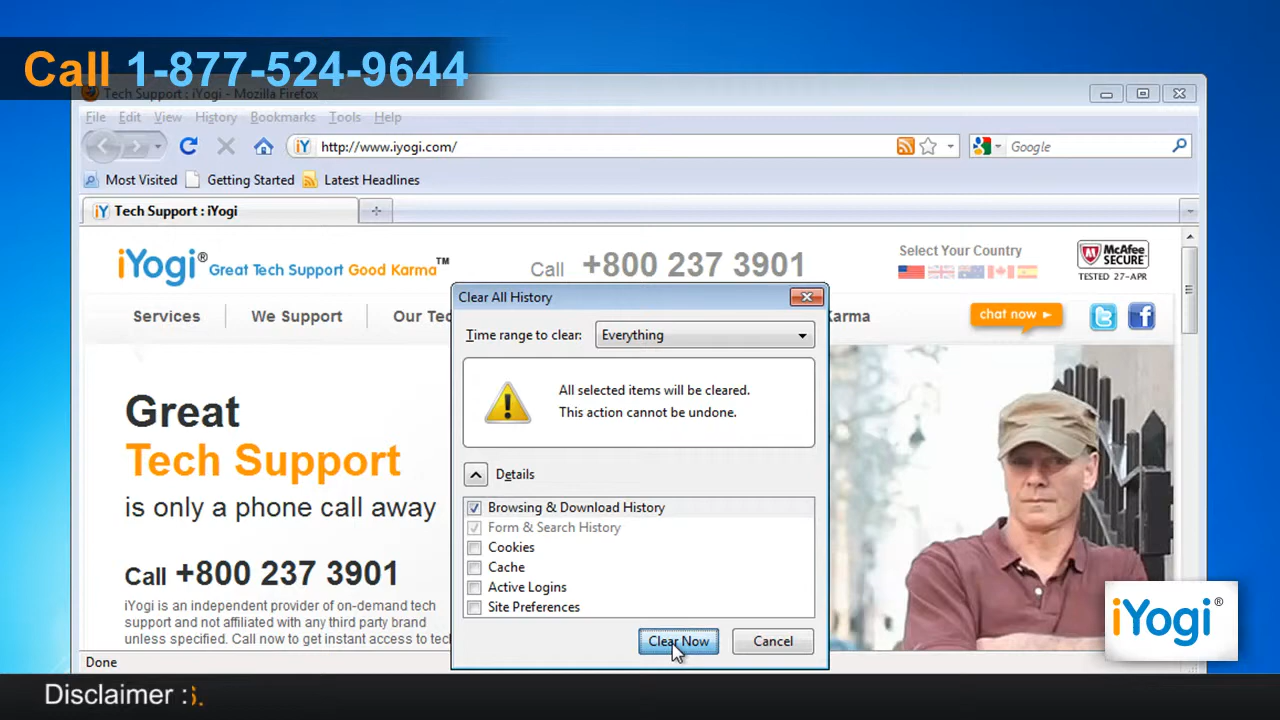 Call 1-877-524-9644
Tech Support : iYogi - Mozilla Firefox
File Edit View History Bookmarks Tools Help
http://www.iyogi.com/
Google
Most Visited Getting Started Latest Headlines
Tech Support : iYogi
iYogi® Great Tech Support Good Karma™
Call +800 237 3901
Select Your Country
McAfee
SECURE
TESTED 27-APR
Services We Support Our Tec Karma
chat now
Clear All History
Time range to clear: Everything
All selected items will be cleared.
This action cannot be undone.
Details
Browsing & Download History
Form & Search History
Cookies
Cache
Active Logins
Site Preferences
Clear Now Cancel
Great
Tech Support
is only a phone call away
Call +800 237 3901
iYogi is an independent provider of on-demand tech
support and not affiliated with any third party brand
unless specified. Call now to get instant access to tech
iYogi®
Done
Disclaimer :